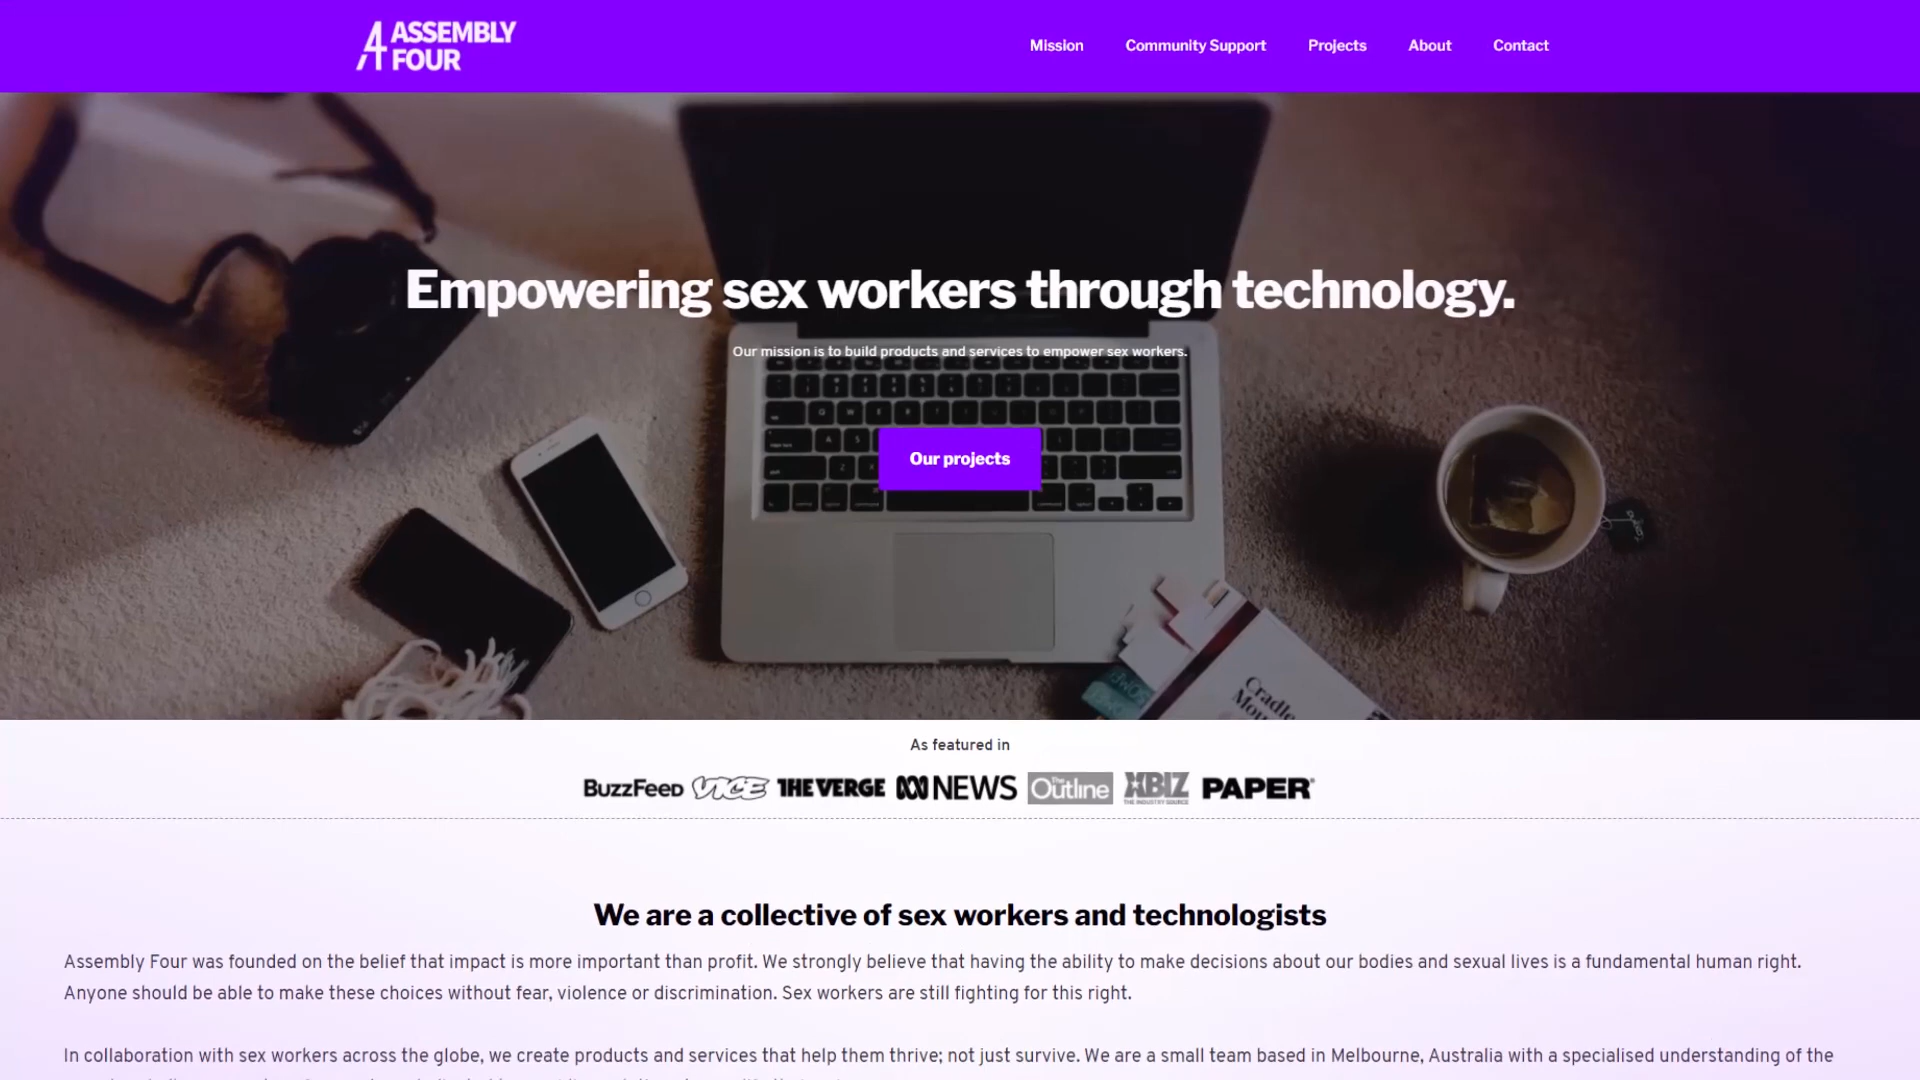 ASSEMBLY
FOUR
Mission
Community Support
Projects
About
Contact
Empowering sex workers through technology.
Our mission is to build products and services to empower sex workers.
Our projects
Cradle
As featured in
BuzzFeed VICE THE VERGE NEWS The Outline XBIZ THE INDUSTRY SOURCE PAPER
We are a collective of sex workers and technologists
Assembly Four was founded on the belief that impact is more important than profit. We strongly believe that having the ability to make decisions about our bodies and sexual lives is a fundamental human right.
Anyone should be able to make these choices without fear, violence or discrimination. Sex workers are still fighting for this right.
In collaboration with sex workers across the globe, we create products and services that help them thrive; not just survive. We are a small team based in Melbourne, Australia with a specialised understanding of the